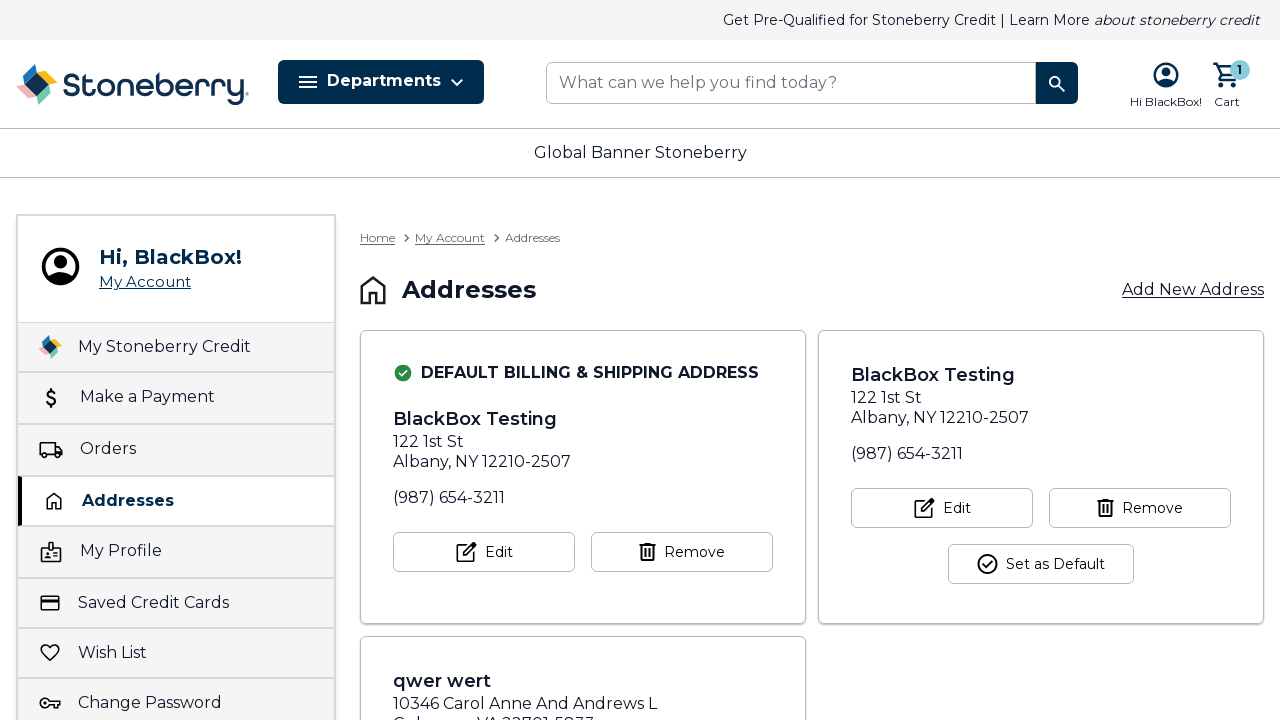 Get Pre-Qualified for Stoneberry Credit | Learn More about stoneberry credit
Stoneberry
Departments
What can we help you find today?
1
Hi BlackBox!
Cart
Global Banner Stoneberry
Hi, BlackBox!
My Account
My Stoneberry Credit
Make a Payment
Orders
Addresses
My Profile
Saved Credit Cards
Wish List
Change Password
Home > My Account > Addresses
Addresses
Add New Address
DEFAULT BILLING & SHIPPING ADDRESS
BlackBox Testing
122 1st St
Albany, NY 12210-2507
(987) 654-3211
Edit
Remove
BlackBox Testing
122 1st St
Albany, NY 12210-2507
(987) 654-3211
Edit
Remove
Set as Default
qwer wert
10346 Carol Anne And Andrews L